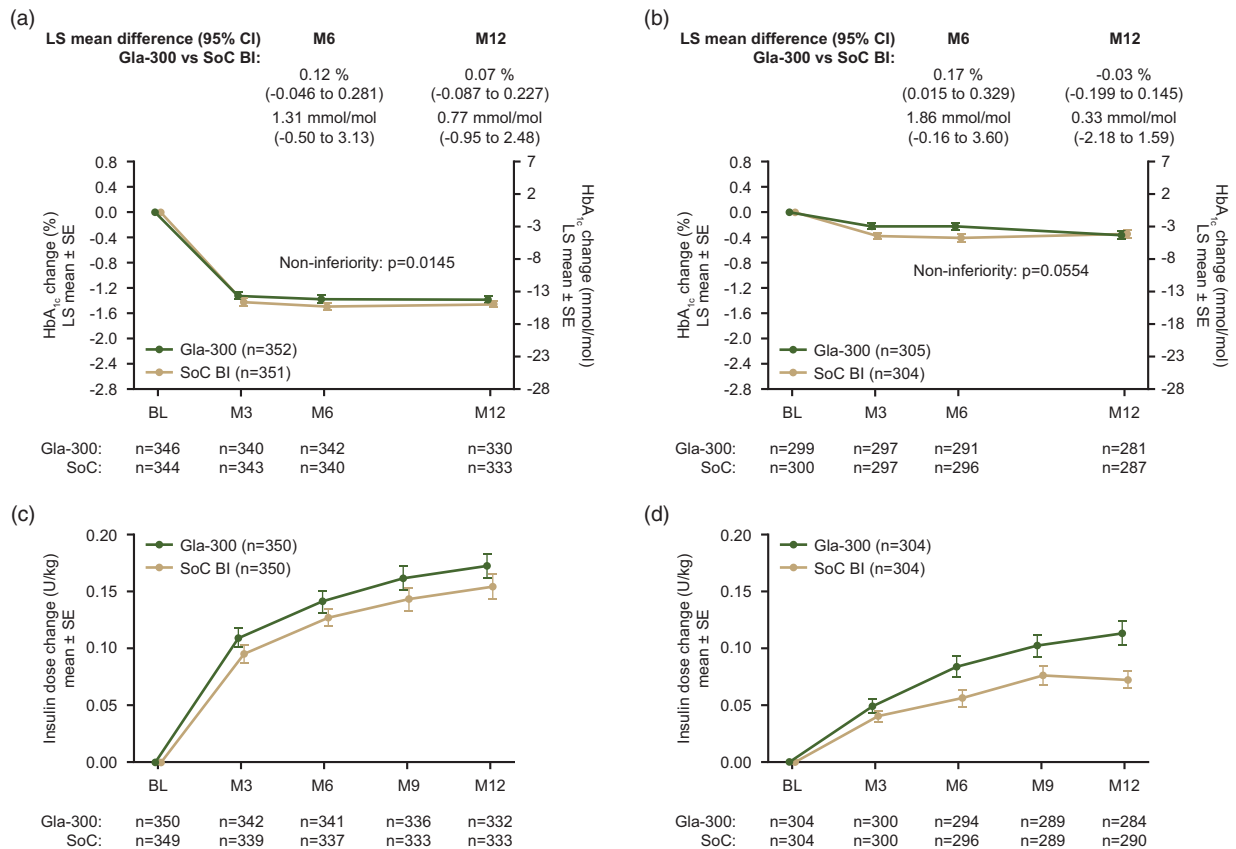 (a)
LS mean difference (95% CI) M6 M12
Gla-300 vs SoC BI:
0.12 % 0.07 %
(-0.046 to 0.281) (-0.087 to 0.227)
1.31 mmol/mol 0.77 mmol/mol
(-0.50 to 3.13) (-0.95 to 2.48)
HbA1c change (%)
LS mean ± SE
0.8
0.4
0.0
-0.4
-0.8
-1.2
-1.6
-2.0
-2.4
-2.8
7
2
-3
-8
-13
-18
-23
-28
HbA1c change (mmol/mol)
LS mean ± SE
Non-inferiority: p=0.0145
Gla-300 (n=352)
SoC BI (n=351)
BL M3 M6 M12
Gla-300: n=346 n=340 n=342 n=330
SoC: n=344 n=343 n=340 n=333
(b)
LS mean difference (95% CI) M6 M12
Gla-300 vs SoC BI:
0.17 % -0.03 %
(0.015 to 0.329) (-0.199 to 0.145)
1.86 mmol/mol 0.33 mmol/mol
(-0.16 to 3.60) (-2.18 to 1.59)
HbA1c change (%)
LS mean ± SE
0.8
0.4
0.0
-0.4
-0.8
-1.2
-1.6
-2.0
-2.4
-2.8
7
2
-3
-8
-13
-18
-23
-28
HbA1c change (mmol/mol)
LS mean ± SE
Non-inferiority: p=0.0554
Gla-300 (n=305)
SoC BI (n=304)
BL M3 M6 M12
Gla-300: n=299 n=297 n=291 n=281
SoC: n=300 n=297 n=296 n=287
(c)
Insulin dose change (U/kg)
mean ± SE
0.20
0.15
0.10
0.05
0.00
Gla-300 (n=350)
SoC BI (n=350)
BL M3 M6 M9 M12
Gla-300: n=350 n=342 n=341 n=336 n=332
SoC: n=349 n=339 n=337 n=333 n=333
(d)
Insulin dose change (U/kg)
mean ± SE
0.20
0.15
0.10
0.05
0.00
Gla-300 (n=304)
SoC BI (n=304)
BL M3 M6 M9 M12
Gla-300: n=304 n=300 n=294 n=289 n=284
SoC: n=304 n=300 n=296 n=289 n=290